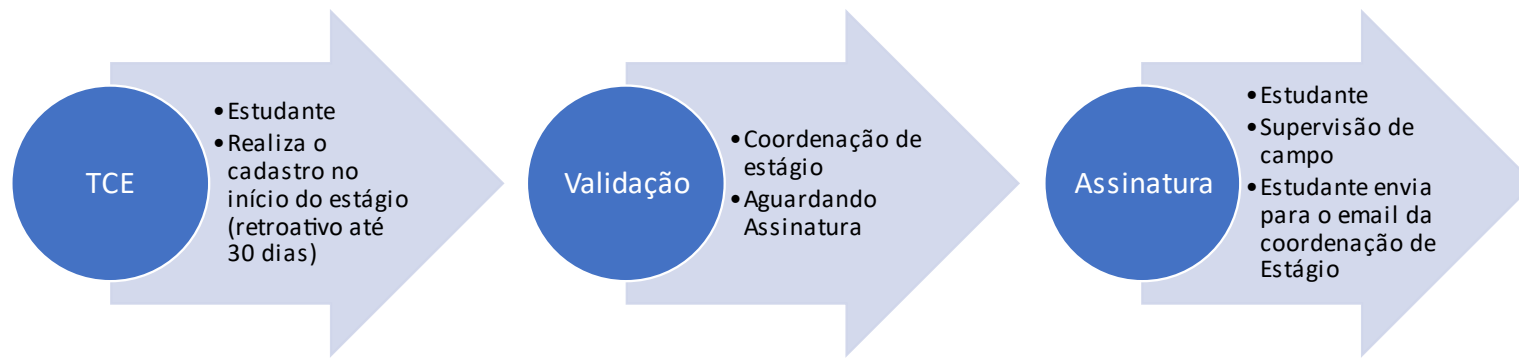 TCE
•Estudante
•Realiza o
cadastro no
início do estágio
(retroativo até
30 dias)
Validação
•Coordenação de
estágio
•Aguardando
Assinatura
Assinatura
•Estudante
•Supervisão de
campo
•Estudante envia
para o email da
coordenação de
Estágio